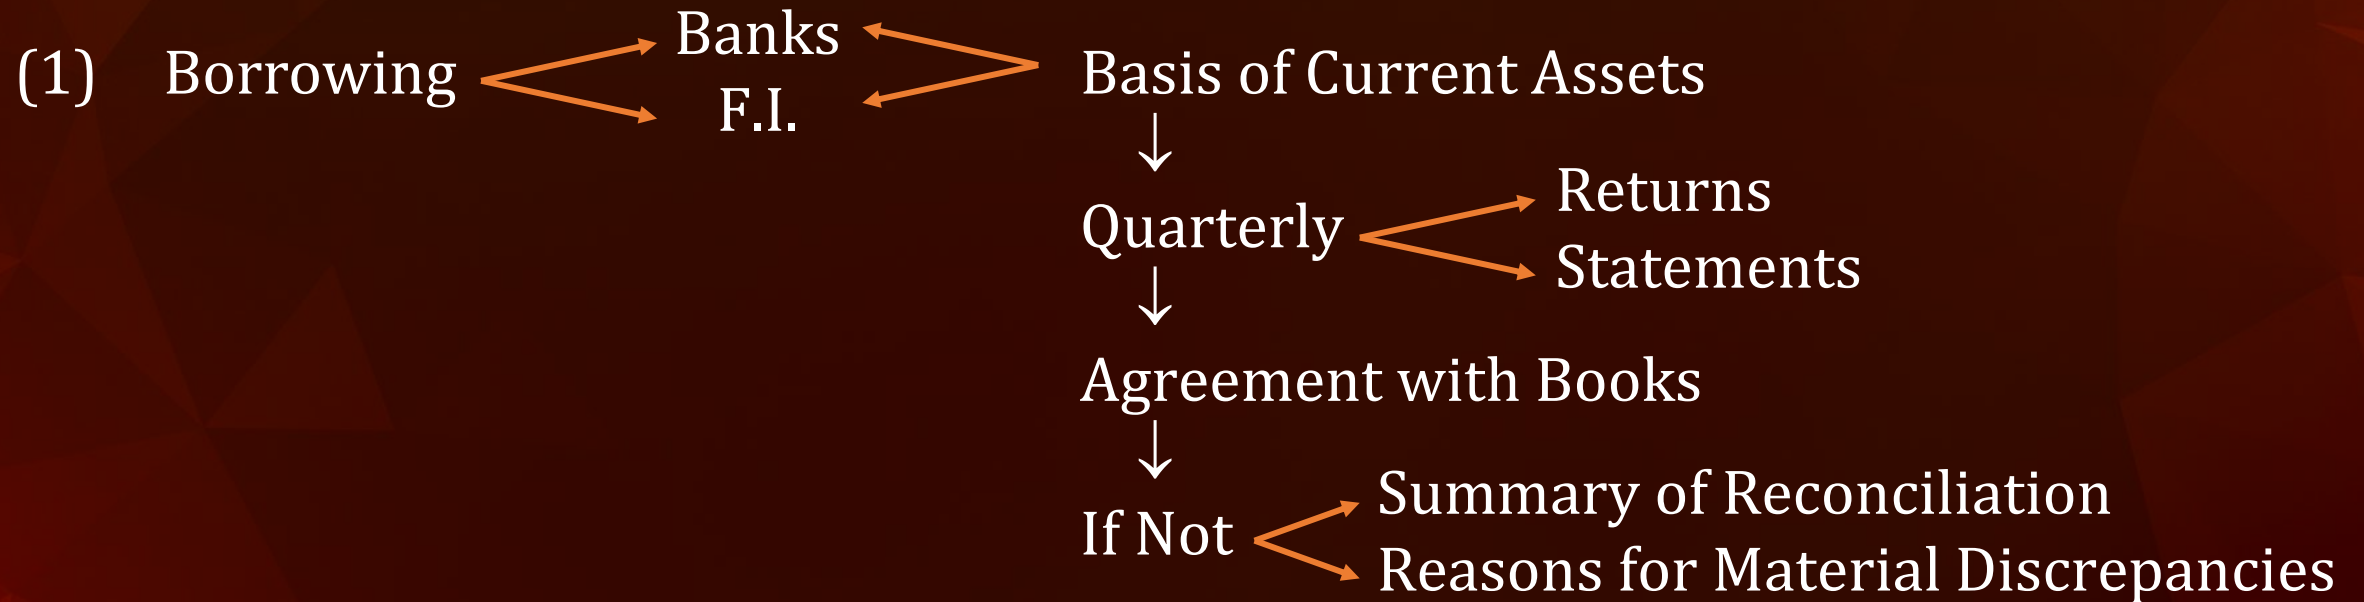 (1) Borrowing
Banks
F.I.
Basis of Current Assets
Quarterly
Returns
Statements
Agreement with Books
If Not
Summary of Reconciliation
Reasons for Material Discrepancies